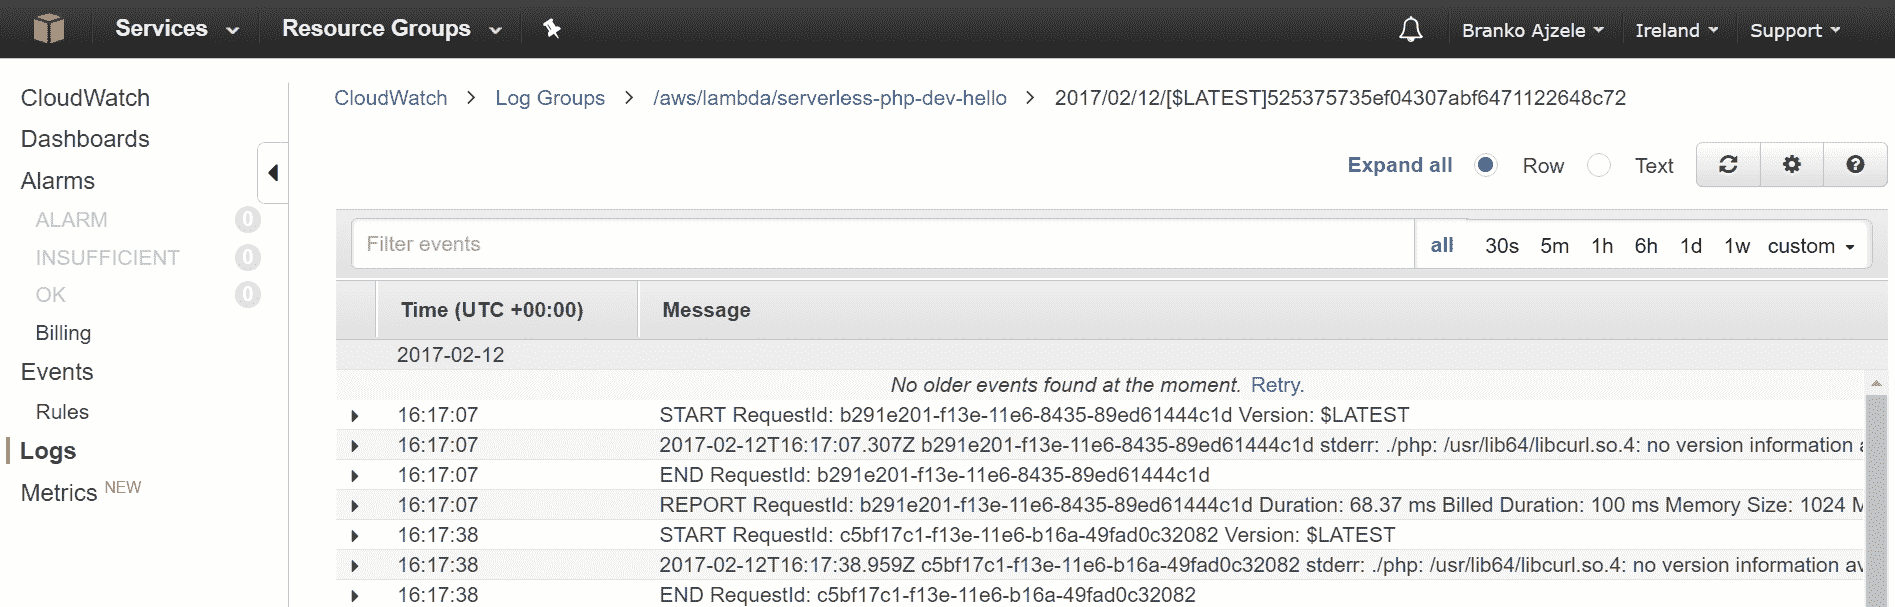 Services Resource Groups Branko Ajzele Ireland Support
CloudWatch
Dashboards
Alarms
ALARM 0
INSUFFICIENT 0
OK 0
Billing
Events
Rules
Logs
Metrics NEW
CloudWatch > Log Groups > /aws/lambda/serverless-php-dev-hello > 2017/02/12/[$LATEST]525375735ef04307abf6471122648c72
Expand all Row Text
Filter events all 30s 5m 1h 6h 1d 1w custom
Time (UTC +00:00) Message
2017-02-12
No older events found at the moment. Retry.
16:17:07 START RequestId: b291e201-f13e-11e6-8435-89ed61444c1d Version: $LATEST
16:17:07 2017-02-12T16:17:07.307Z b291e201-f13e-11e6-8435-89ed61444c1d stderr: ./php: /usr/lib64/libcurl.so.4: no version information a
16:17:07 END RequestId: b291e201-f13e-11e6-8435-89ed61444c1d
16:17:07 REPORT RequestId: b291e201-f13e-11e6-8435-89ed61444c1d Duration: 68.37 ms Billed Duration: 100 ms Memory Size: 1024 M
16:17:38 START RequestId: c5bf17c1-f13e-11e6-b16a-49fad0c32082 Version: $LATEST
16:17:38 2017-02-12T16:17:38.959Z c5bf17c1-f13e-11e6-b16a-49fad0c32082 stderr: ./php: /usr/lib64/libcurl.so.4: no version information av
16:17:38 END RequestId: c5bf17c1-f13e-11e6-b16a-49fad0c32082